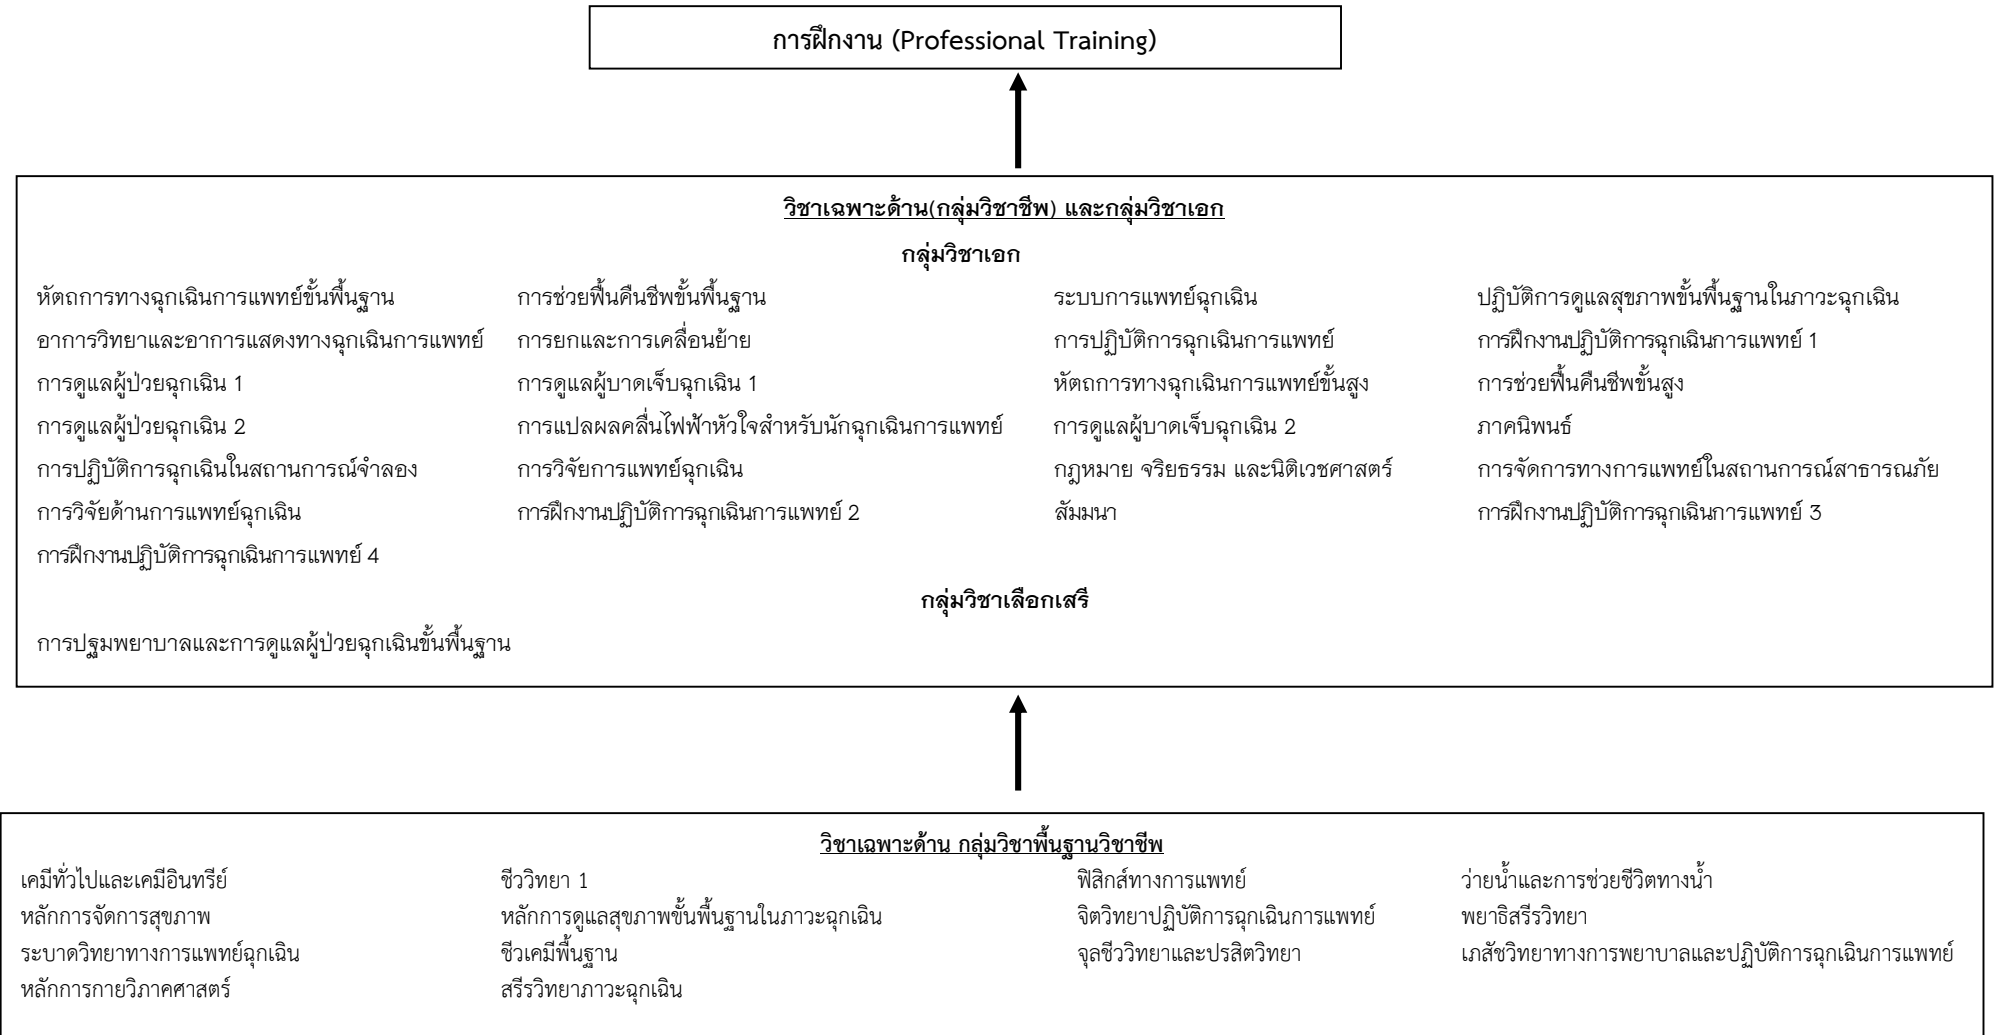 การฝึกงาน (Professional Training)
วิชาเฉพาะด้าน(กลุ่มวิชาชีพ) และกลุ่มวิชาเอก
กลุ่มวิชาเอก
หัตถการทางฉุกเฉินการแพทย์ขั้นพื้นฐาน การช่วยฟื้นคืนชีพขั้นพื้นฐาน ระบบการแพทย์ฉุกเฉิน ปฏิบัติการดูแลสุขภาพขั้นพื้นฐานในภาวะฉุกเฉิน
อาการวิทยาและอาการแสดงทางฉุกเฉินการแพทย์ การยกและการเคลื่อนย้าย การปฏิบัติการฉุกเฉินการแพทย์ การฝึกงานปฏิบัติการฉุกเฉินการแพทย์ 1
การดูแลผู้ป่วยฉุกเฉิน 1 การดูแลผู้บาดเจ็บฉุกเฉิน 1 หัตถการทางฉุกเฉินการแพทย์ขั้นสูง การช่วยฟื้นคืนชีพขั้นสูง
การดูแลผู้ป่วยฉุกเฉิน 2 การแปลผลคลื่นไฟฟ้าหัวใจสำหรับนักฉุกเฉินการแพทย์ การดูแลผู้บาดเจ็บฉุกเฉิน 2 ภาคนิพนธ์
การปฏิบัติการฉุกเฉินในสถานการณ์จำลอง การวิจัยการแพทย์ฉุกเฉิน กฎหมาย จริยธรรม และนิติเวชศาสตร์ การจัดการทางการแพทย์ในสถานการณ์สาธารณภัย
การวิจัยด้านการแพทย์ฉุกเฉิน การฝึกงานปฏิบัติการฉุกเฉินการแพทย์ 2 สัมมนา การฝึกงานปฏิบัติการฉุกเฉินการแพทย์ 3
การฝึกงานปฏิบัติการฉุกเฉินการแพทย์ 4
กลุ่มวิชาเลือกเสรี
การปฐมพยาบาลและการดูแลผู้ป่วยฉุกเฉินขั้นพื้นฐาน
วิชาเฉพาะด้าน กลุ่มวิชาพื้นฐานวิชาชีพ
เคมีทั่วไปและเคมีอินทรีย์ ชีววิทยา 1 ฟิสิกส์ทางการแพทย์ ว่ายน้ำและการช่วยชีวิตทางน้ำ
หลักการจัดการสุขภาพ หลักการดูแลสุขภาพขั้นพื้นฐานในภาวะฉุกเฉิน จิตวิทยาปฏิบัติการฉุกเฉินการแพทย์ พยาธิสรีรวิทยา
ระบาดวิทยาทางการแพทย์ฉุกเฉิน ชีวเคมีพื้นฐาน จุลชีววิทยาและปรสิตวิทยา เภสัชวิทยาทางการพยาบาลและปฏิบัติการฉุกเฉินการแพทย์
หลักการกายวิภาคศาสตร์ สรีรวิทยาภาวะฉุกเฉิน